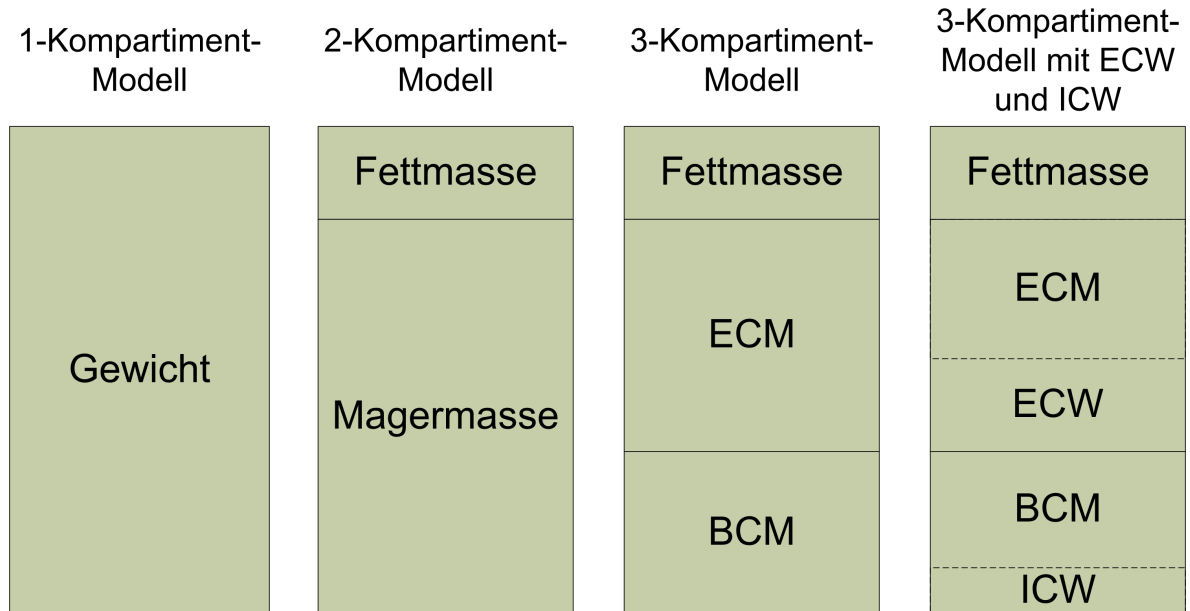 1-Kompartiment-
Modell
2-Kompartiment-
Modell
3-Kompartiment-
Modell
3-Kompartiment-
Modell mit ECW
und ICW
Gewicht
Fettmasse
Magermasse
Fettmasse
ECM
BCM
Fettmasse
ECM
ECW
BCM
ICW